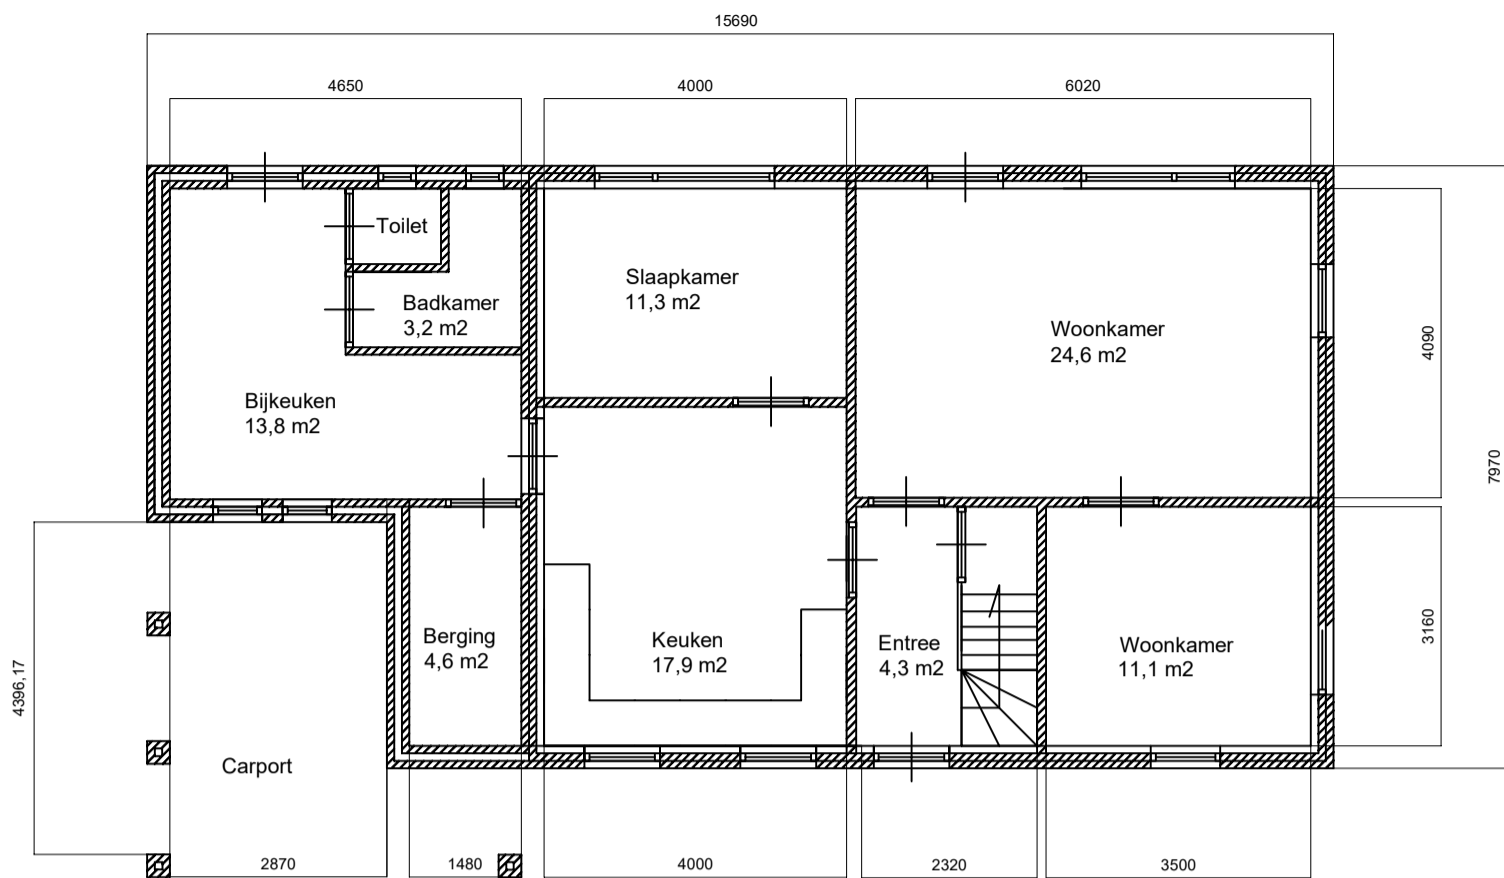 15690
4650
4000
6020
Toilet
Slaapkamer
11,3 m2
Badkamer
3,2 m2
Woonkamer
24,6 m2
4090
Bijkeuken
13,8 m2
7970
4396,17
Berging
4,6 m2
Keuken
17,9 m2
Entree
4,3 m2
Woonkamer
11,1 m2
3160
Carport
2870
1480
4000
2320
3500